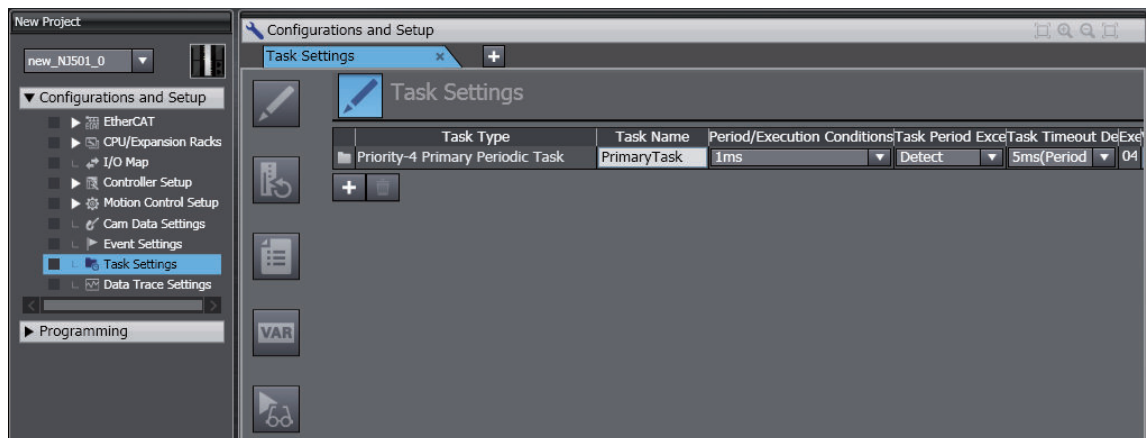 New Project
new_NJ501_0
Configurations and Setup
EtherCAT
CPU/Expansion Racks
I/O Map
Controller Setup
Motion Control Setup
Cam Data Settings
Event Settings
Task Settings
Data Trace Settings
Programming
Configurations and Setup
Task Settings
Task Settings
Task Type Task Name Period/Execution Conditions Task Period Exce Task Timeout De Exe
Priority-4 Primary Periodic Task PrimaryTask 1ms Detect 5ms(Period 04
VAR